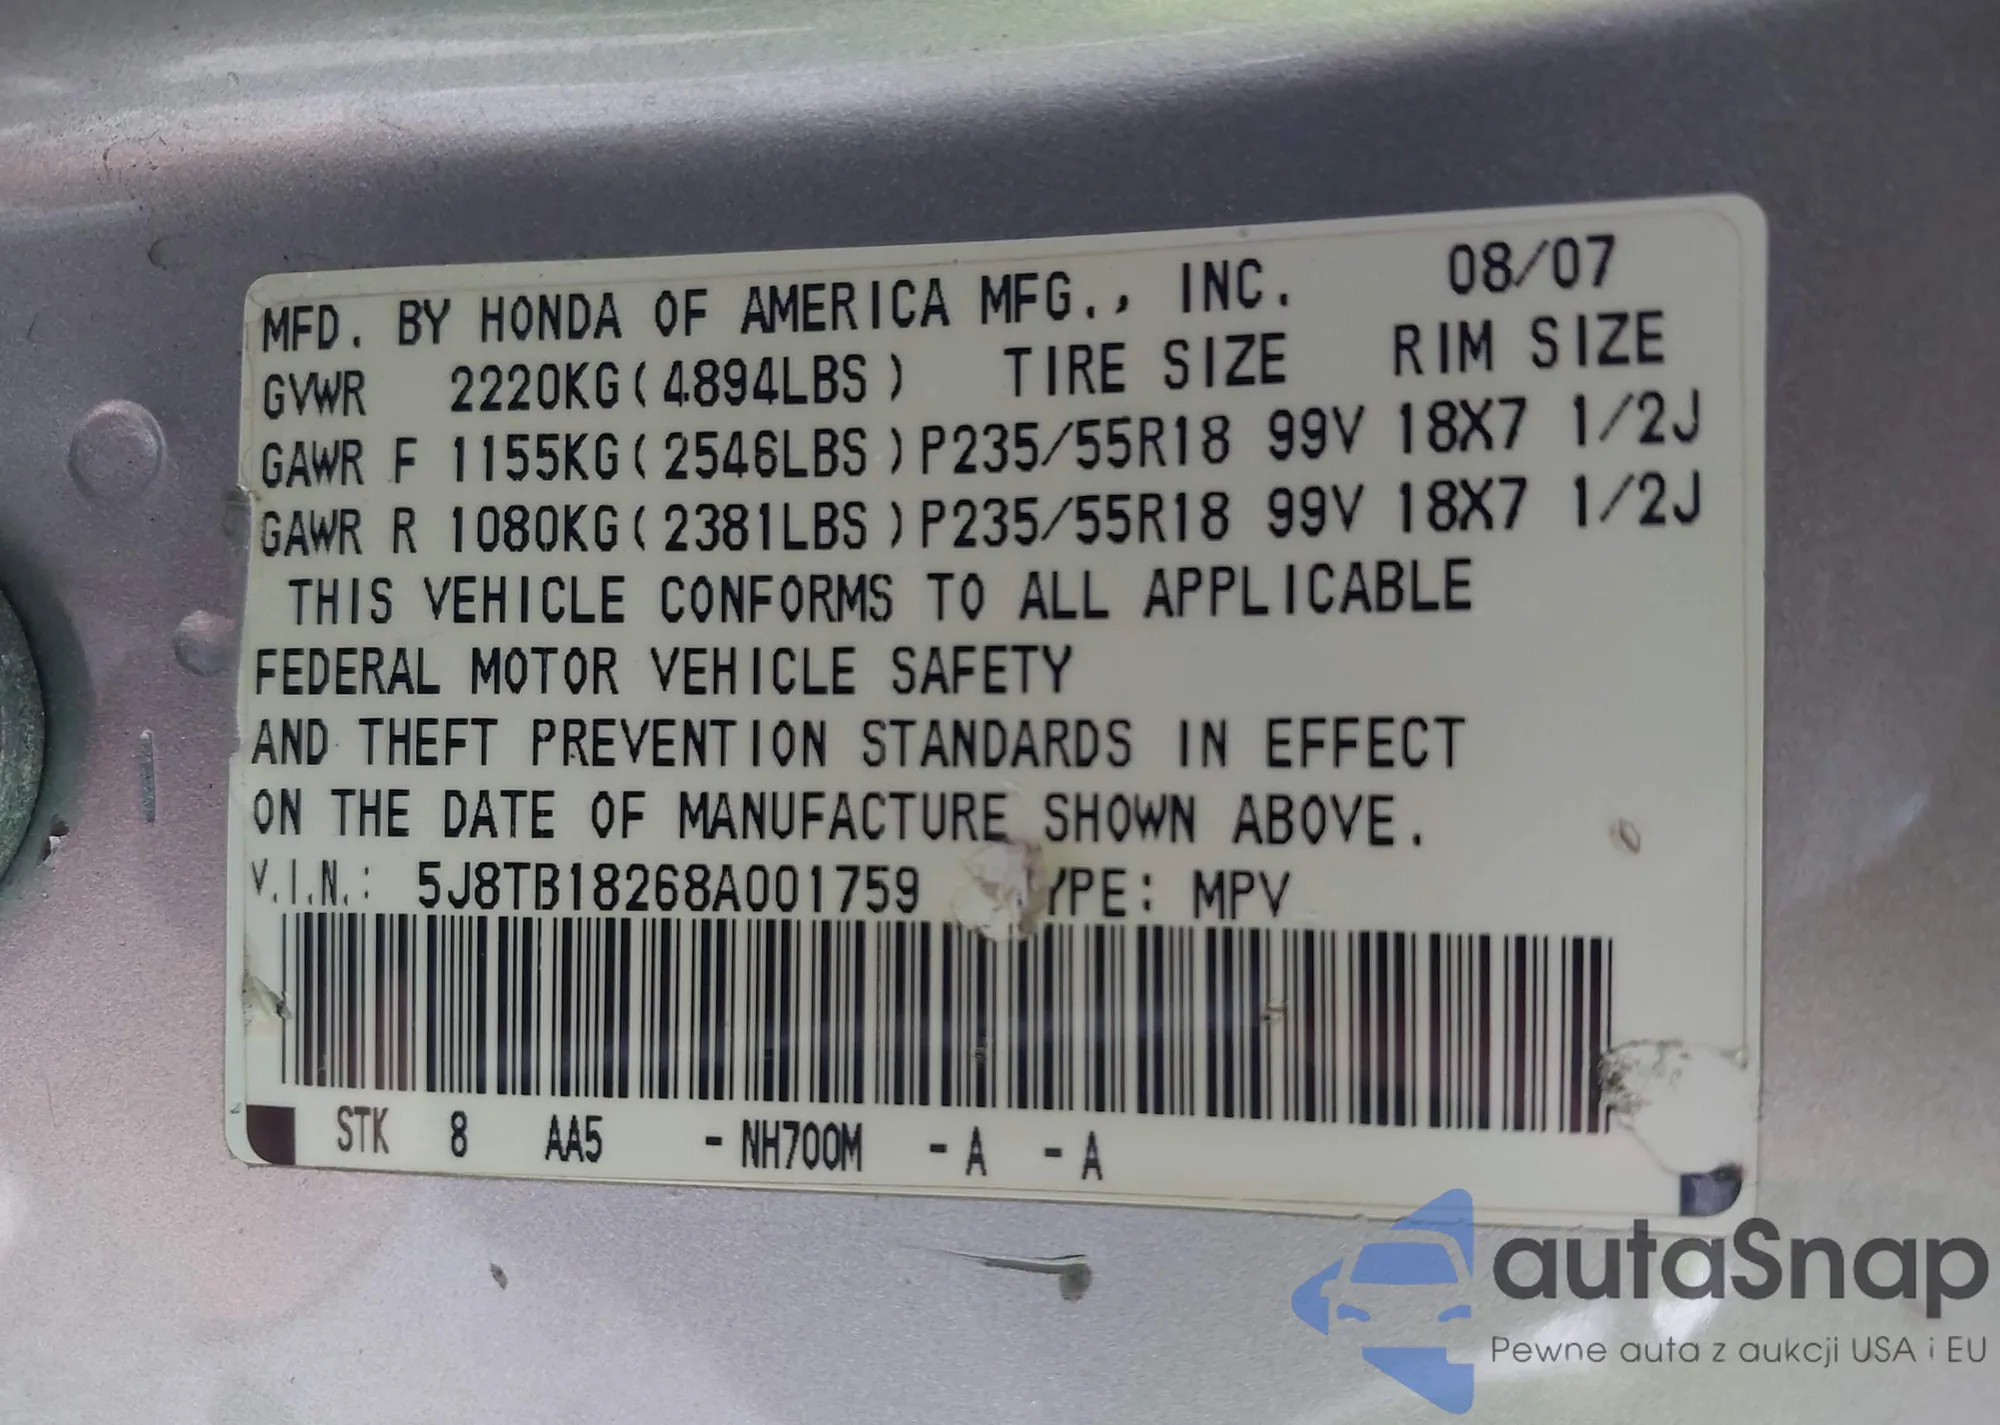 MFD. BY HONDA OF AMERICA MFG., INC. 08/07
GVWR 2220KG(4894LBS) TIRE SIZE RIM SIZE
GAWR F 1155KG(2546LBS)P235/55R18 99V 18X7 1/2J
GAWR R 1080KG(2381LBS)P235/55R18 99V 18X7 1/2J
THIS VEHICLE CONFORMS TO ALL APPLICABLE
FEDERAL MOTOR VEHICLE SAFETY
AND THEFT PREVENTION STANDARDS IN EFFECT
ON THE DATE OF MANUFACTURE SHOWN ABOVE.
V.I.N.: 5J8TB18268A001759 YPE: MPV
STK 8 AA5 - NH700M - A - A
autaSnap
Pewne auta z aukcji USA i EU